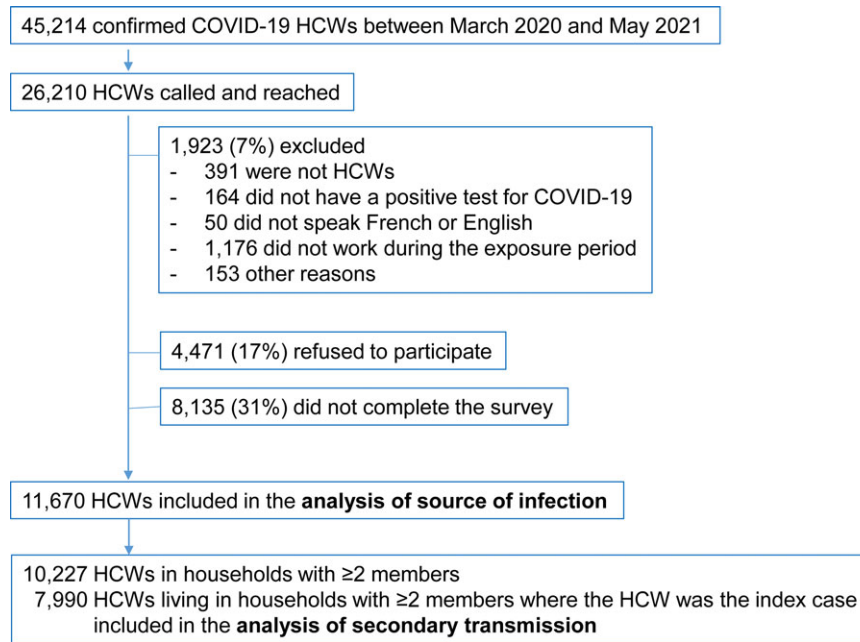 45,214 confirmed COVID-19 HCWs between March 2020 and May 2021
26,210 HCWs called and reached
1,923 (7%) excluded
- 391 were not HCWs
- 164 did not have a positive test for COVID-19
- 50 did not speak French or English
- 1,176 did not work during the exposure period
- 153 other reasons
4,471 (17%) refused to participate
8,135 (31%) did not complete the survey
11,670 HCWs included in the analysis of source of infection
10,227 HCWs in households with ≥2 members
7,990 HCWs living in households with ≥2 members where the HCW was the index case
included in the analysis of secondary transmission